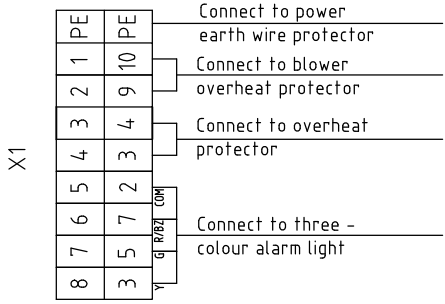 PE PE Connect to power
earth wire protector
1 10 Connect to blower
2 9 overheat protector
3 4 Connect to overheat
4 3 protector
X1
5 2 COM
6 7 R/BZ Connect to three -
7 5 G colour alarm light
8 3 Y